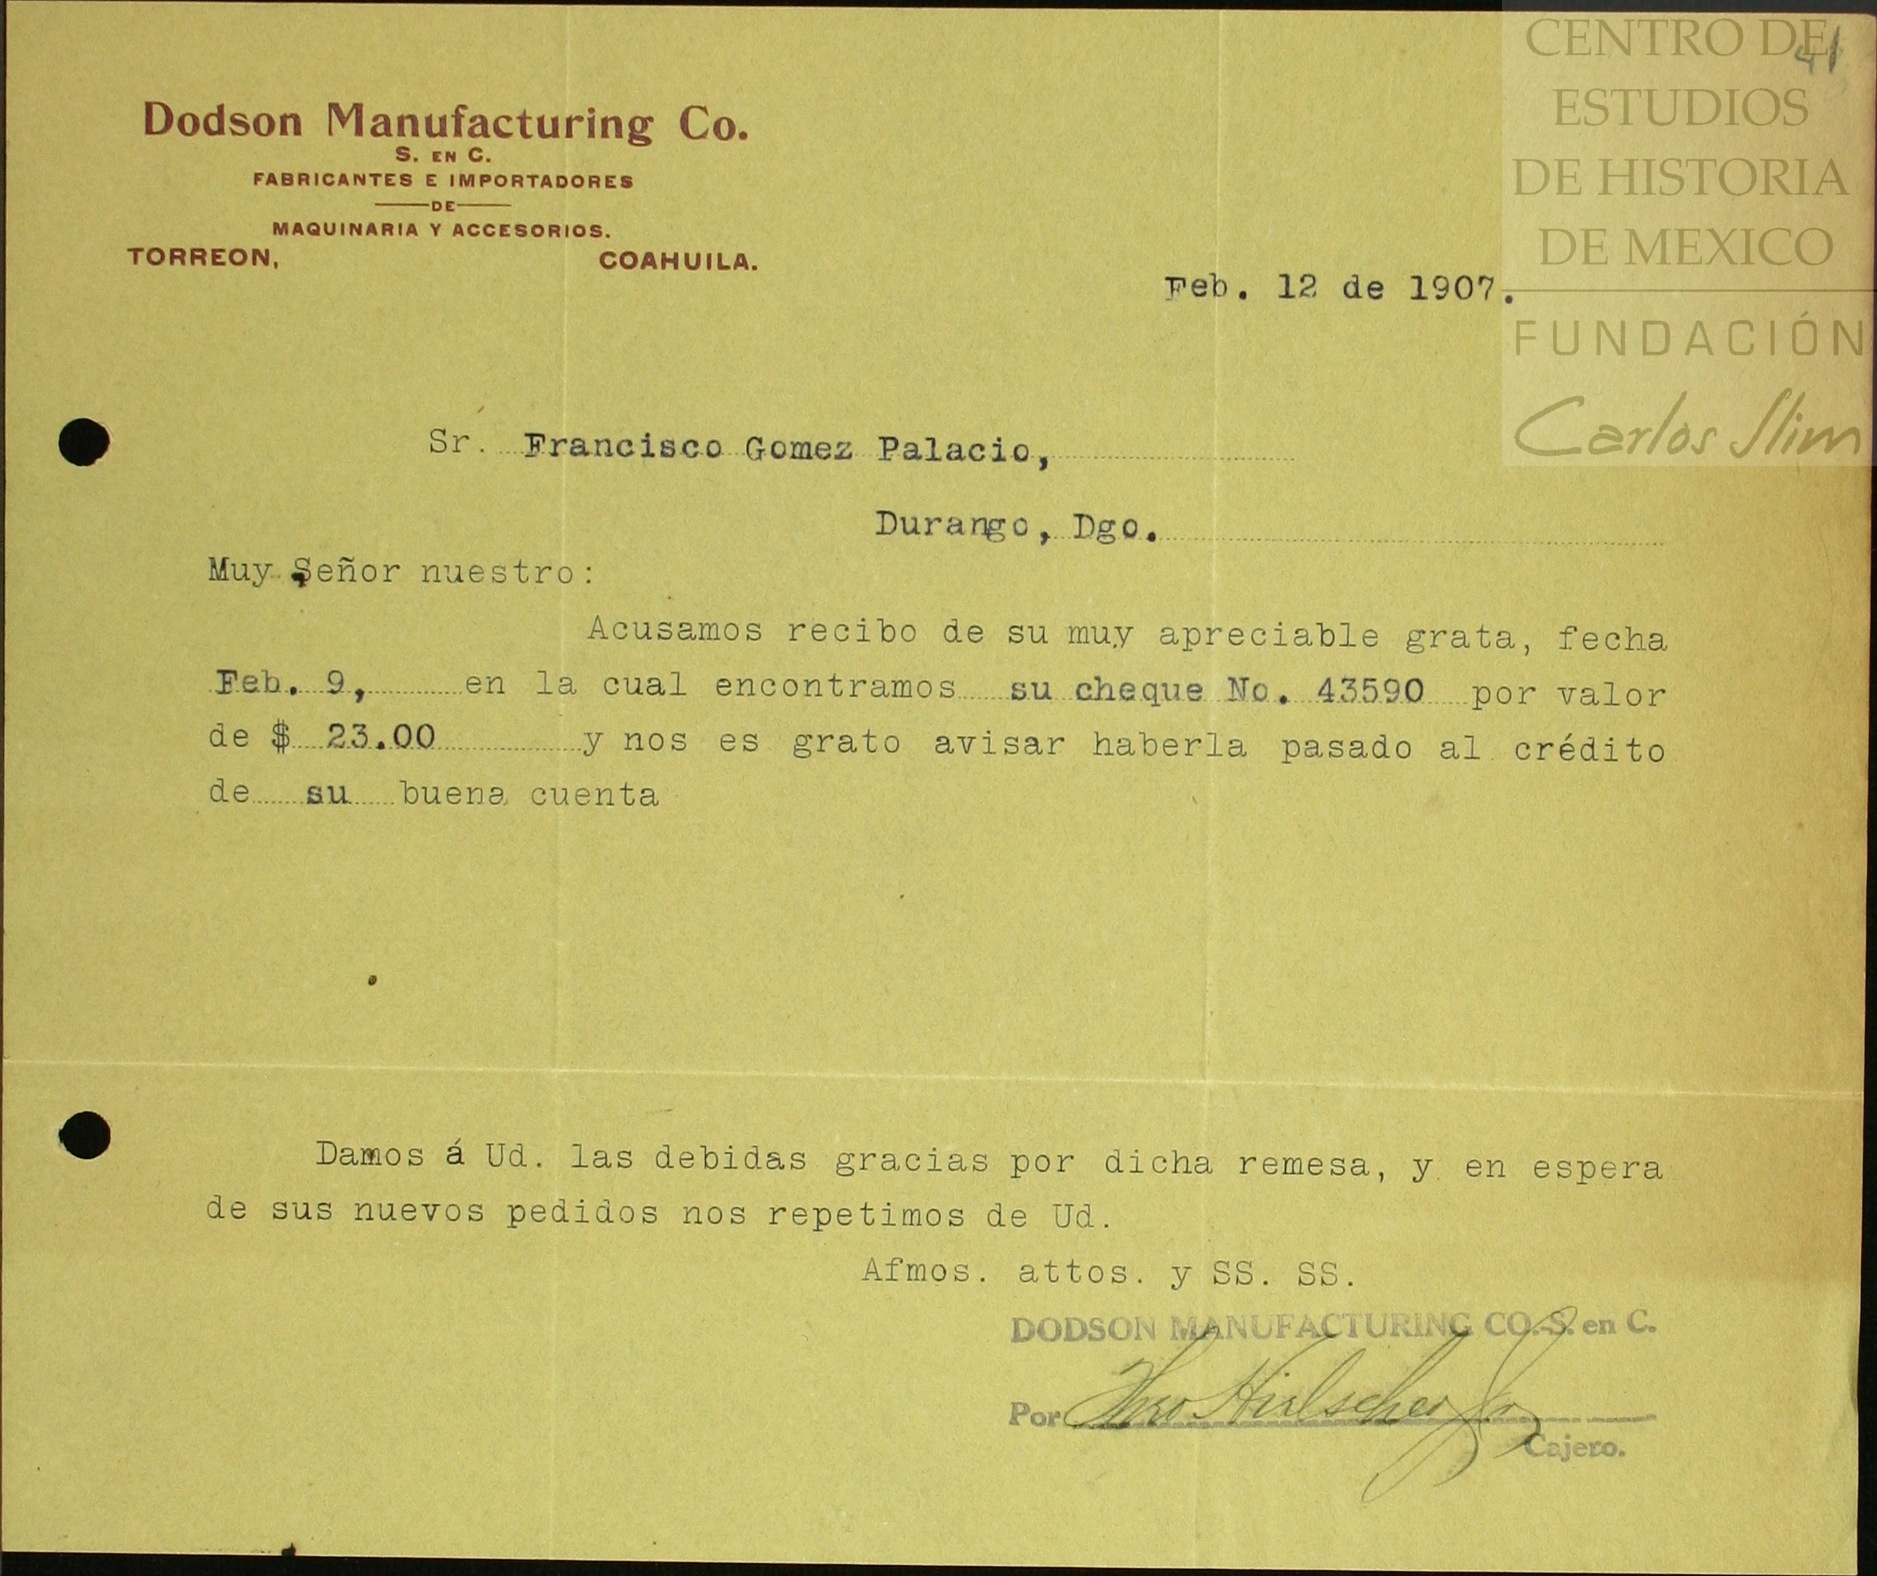 CENTRO DE
ESTUDIOS
DE HISTORIA
DE MEXICO
FUNDACIÓN
Carlos Slim
41
Dodson Manufacturing Co.
S. EN C.
FABRICANTES E IMPORTADORES
DE
MAQUINARIA Y ACCESORIOS.
TORREON, COAHUILA.
Feb. 12 de 1907.
Sr. Francisco Gomez Palacio,
Durango, Dgo.
Muy Señor nuestro:
Acusamos recibo de su muy apreciable grata, fecha
Feb. 9, en la cual encontramos su cheque No. 43590 por valor
de $ 23.00 y nos es grato avisar haberla pasado al crédito
de su buena cuenta
Damos á Ud. las debidas gracias por dicha remesa, y en espera
de sus nuevos pedidos nos repetimos de Ud.
Afmos. attos. y SS. SS.
DODSON MANUFACTURING CO. S. en C.
Por Hielscher Jr
Cajero.